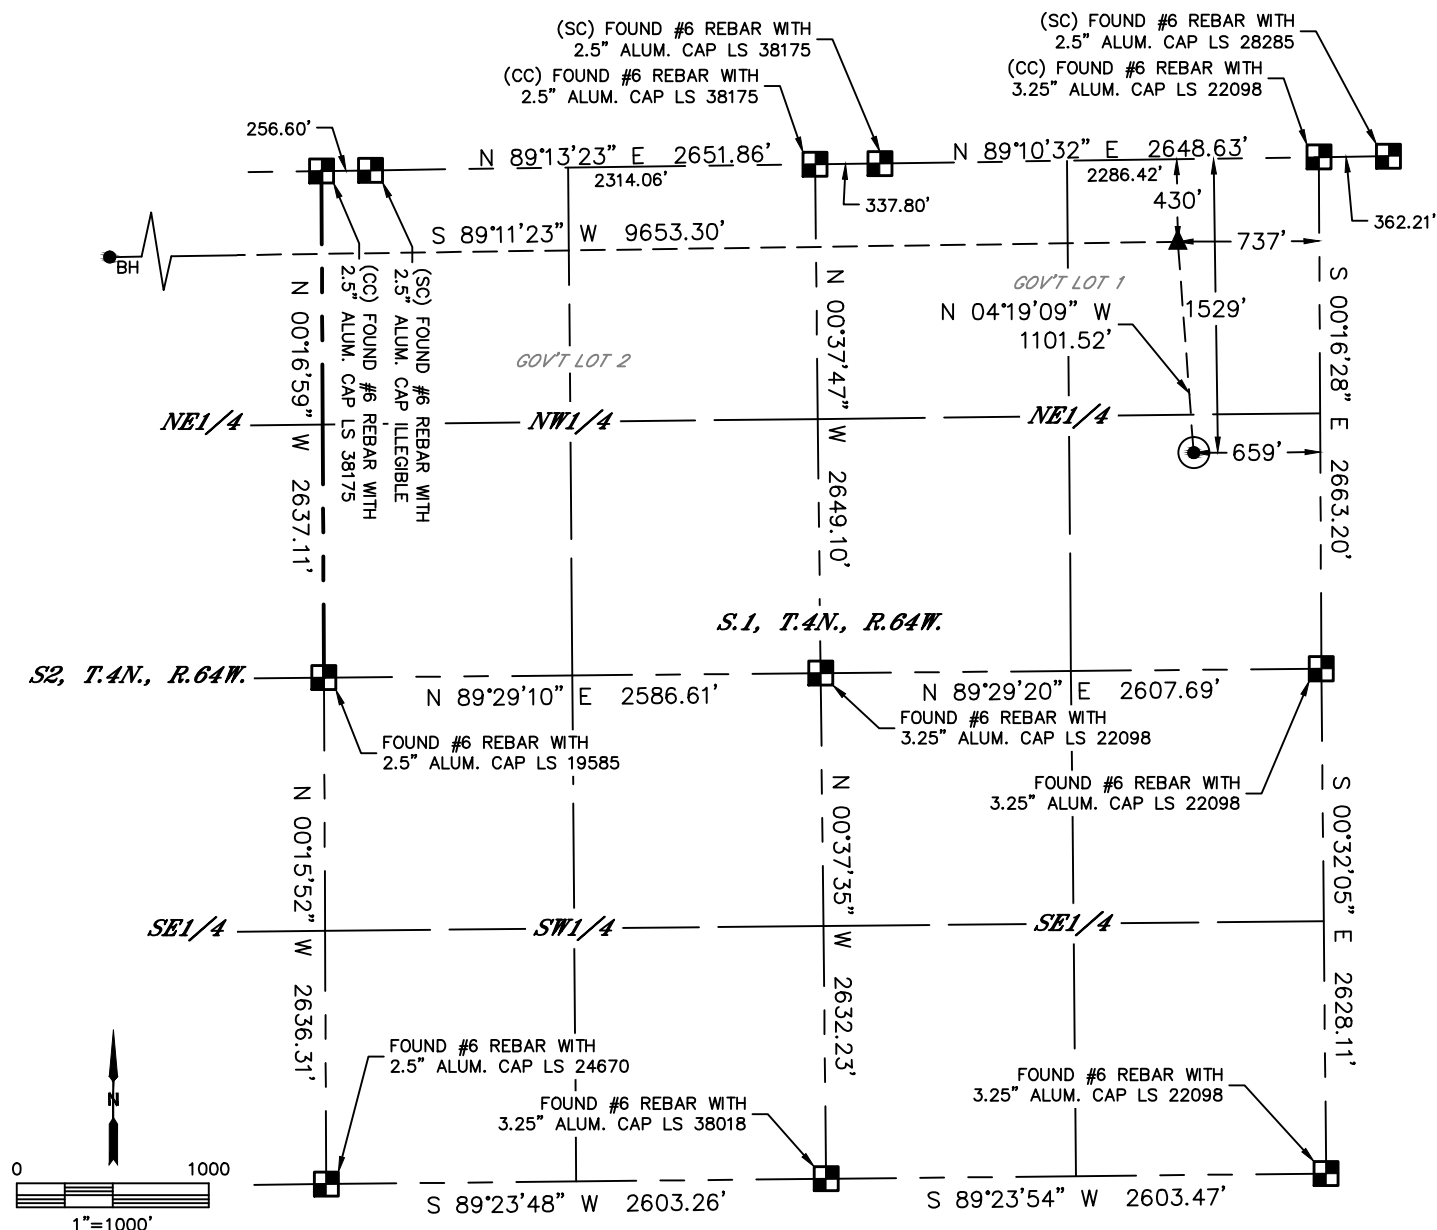 (SC) FOUND #6 REBAR WITH
2.5" ALUM. CAP LS 38175
(CC) FOUND #6 REBAR WITH
2.5" ALUM. CAP LS 38175
(SC) FOUND #6 REBAR WITH
2.5" ALUM. CAP LS 28285
(CC) FOUND #6 REBAR WITH
3.25" ALUM. CAP LS 22098
256.60'
N 89°13'23" E 2651.86'
2314.06'
337.80'
N 89°10'32" E 2648.63'
2286.42'
362.21'
430'
S 89°11'23" W 9653.30'
737'
BH
(CC) FOUND #6 REBAR WITH
2.5" ALUM. CAP LS 38175
(SC) FOUND #6 REBAR WITH
2.5" ALUM. CAP ILLEGIBLE
N 00°16'59" W 2637.11'
N 00°37'47" W 2649.10'
S 00°16'28" E 2663.20'
GOV'T LOT 1
N 04°19'09" W
1101.52'
1529'
GOV'T LOT 2
NE1/4
NW1/4
NE1/4
659'
S.1, T.4N., R.64W.
S2, T.4N., R.64W.
N 89°29'10" E 2586.61'
N 89°29'20" E 2607.69'
FOUND #6 REBAR WITH
3.25" ALUM. CAP LS 22098
FOUND #6 REBAR WITH
2.5" ALUM. CAP LS 19585
FOUND #6 REBAR WITH
3.25" ALUM. CAP LS 22098
N 00°15'52" W 2636.31'
N 00°37'35" W 2632.23'
S 00°32'05" E 2628.11'
SE1/4
SW1/4
SE1/4
FOUND #6 REBAR WITH
2.5" ALUM. CAP LS 24670
FOUND #6 REBAR WITH
3.25" ALUM. CAP LS 38018
FOUND #6 REBAR WITH
3.25" ALUM. CAP LS 22098
N
0 1000
1"=1000'
S 89°23'48" W 2603.26'
S 89°23'54" W 2603.47'